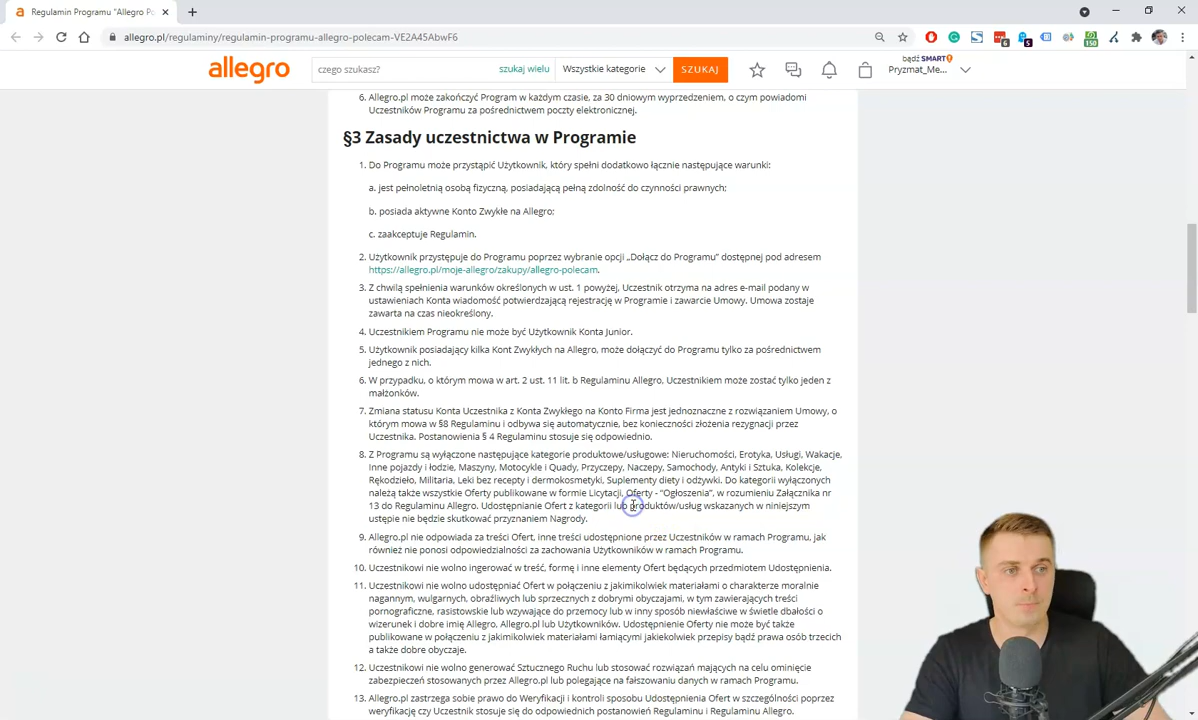 Regulamin Programu "Allegro Po
allegro.pl/regulaminy/regulamin-programu-allegro-polecam-VE2A45AbwF6
6
5
150
bądź SMART!
allegro
czego szukasz?
szukaj wielu
Wszystkie kategorie
SZUKAJ
Pryzmat_Me...
6. Allegro.pl może zakończyć Program w każdym czasie, za 30 dniowym wyprzedzeniem, o czym powiadomi
Uczestników Programu za pośrednictwem poczty elektronicznej.
§3 Zasady uczestnictwa w Programie
1. Do Programu może przystąpić Użytkownik, który spełni dodatkowo łącznie następujące warunki:
a. jest pełnoletnią osobą fizyczną, posiadającą pełną zdolność do czynności prawnych;
b. posiada aktywne Konto Zwykłe na Allegro;
c. zaakceptuje Regulamin.
2. Użytkownik przystępuje do Programu poprzez wybranie opcji „Dołącz do Programu” dostępnej pod adresem
https://allegro.pl/moje-allegro/zakupy/allegro-polecam.
3. Z chwilą spełnienia warunków określonych w ust. 1 powyżej, Uczestnik otrzyma na adres e-mail podany w
ustawieniach Konta wiadomość potwierdzającą rejestrację w Programie i zawarcie Umowy. Umowa zostaje
zawarta na czas nieokreślony.
4. Uczestnikiem Programu nie może być Użytkownik Konta Junior.
5. Użytkownik posiadający kilka Kont Zwykłych na Allegro, może dołączyć do Programu tylko za pośrednictwem
jednego z nich.
6. W przypadku, o którym mowa w art. 2 ust. 11 lit. b Regulaminu Allegro, Uczestnikiem może zostać tylko jeden z
małżonków.
7. Zmiana statusu Konta Uczestnika z Konta Zwykłego na Konto Firma jest jednoznaczne z rozwiązaniem Umowy, o
którym mowa w §8 Regulaminu i odbywa się automatycznie, bez konieczności złożenia rezygnacji przez
Uczestnika. Postanowienia § 4 Regulaminu stosuje się odpowiednio.
8. Z Programu są wyłączone następujące kategorie produktowe/usługowe: Nieruchomości, Erotyka, Usługi, Wakacje,
Inne pojazdy i łodzie, Maszyny, Motocykle i Quady, Przyczepy, Naczepy, Samochody, Antyki i Sztuka, Kolekcje,
Rękodzieło, Militaria, Leki bez recepty i dermokosmetyki, Suplementy diety i odżywki. Do kategorii wyłączonych
należą także wszystkie Oferty publikowane w formie Licytacji, Oferty - “Ogłoszenia”, w rozumieniu Załącznika nr
13 do Regulaminu Allegro. Udostępnianie Ofert z kategorii lub produktów/usług wskazanych w niniejszym
ustępie nie będzie skutkować przyznaniem Nagrody.
9. Allegro.pl nie odpowiada za treści Ofert, inne treści udostępnione przez Uczestników w ramach Programu, jak
również nie ponosi odpowiedzialności za zachowania Użytkowników w ramach Programu.
10. Uczestnikowi nie wolno ingerować w treść, formę i inne elementy Ofert będących przedmiotem Udostępnienia.
11. Uczestnikowi nie wolno udostępniać Ofert w połączeniu z jakimikolwiek materiałami o charakterze moralnie
nagannym, wulgarnych, obraźliwych lub sprzecznych z dobrymi obyczajami, w tym zawierających treści
pornograficzne, rasistowskie lub wzywające do przemocy lub w inny sposób niewłaściwe w świetle dbałości o
wizerunek i dobre imię Allegro, Allegro.pl lub Użytkowników. Udostępnienie Oferty nie może być także
publikowane w połączeniu z jakimikolwiek materiałami łamiącymi jakiekolwiek przepisy bądź prawa osób trzecich
a także dobre obyczaje.
12. Uczestnikowi nie wolno generować Sztucznego Ruchu lub stosować rozwiązań mających na celu ominięcie
zabezpieczeń stosowanych przez Allegro.pl lub polegające na fałszowaniu danych w ramach Programu.
13. Allegro.pl zastrzega sobie prawo do Weryfikacji i kontroli sposobu Udostępnienia Ofert w szczególności poprzez
weryfikację czy Uczestnik stosuje się do odpowiednich postanowień Regulaminu i Regulaminu Allegro.